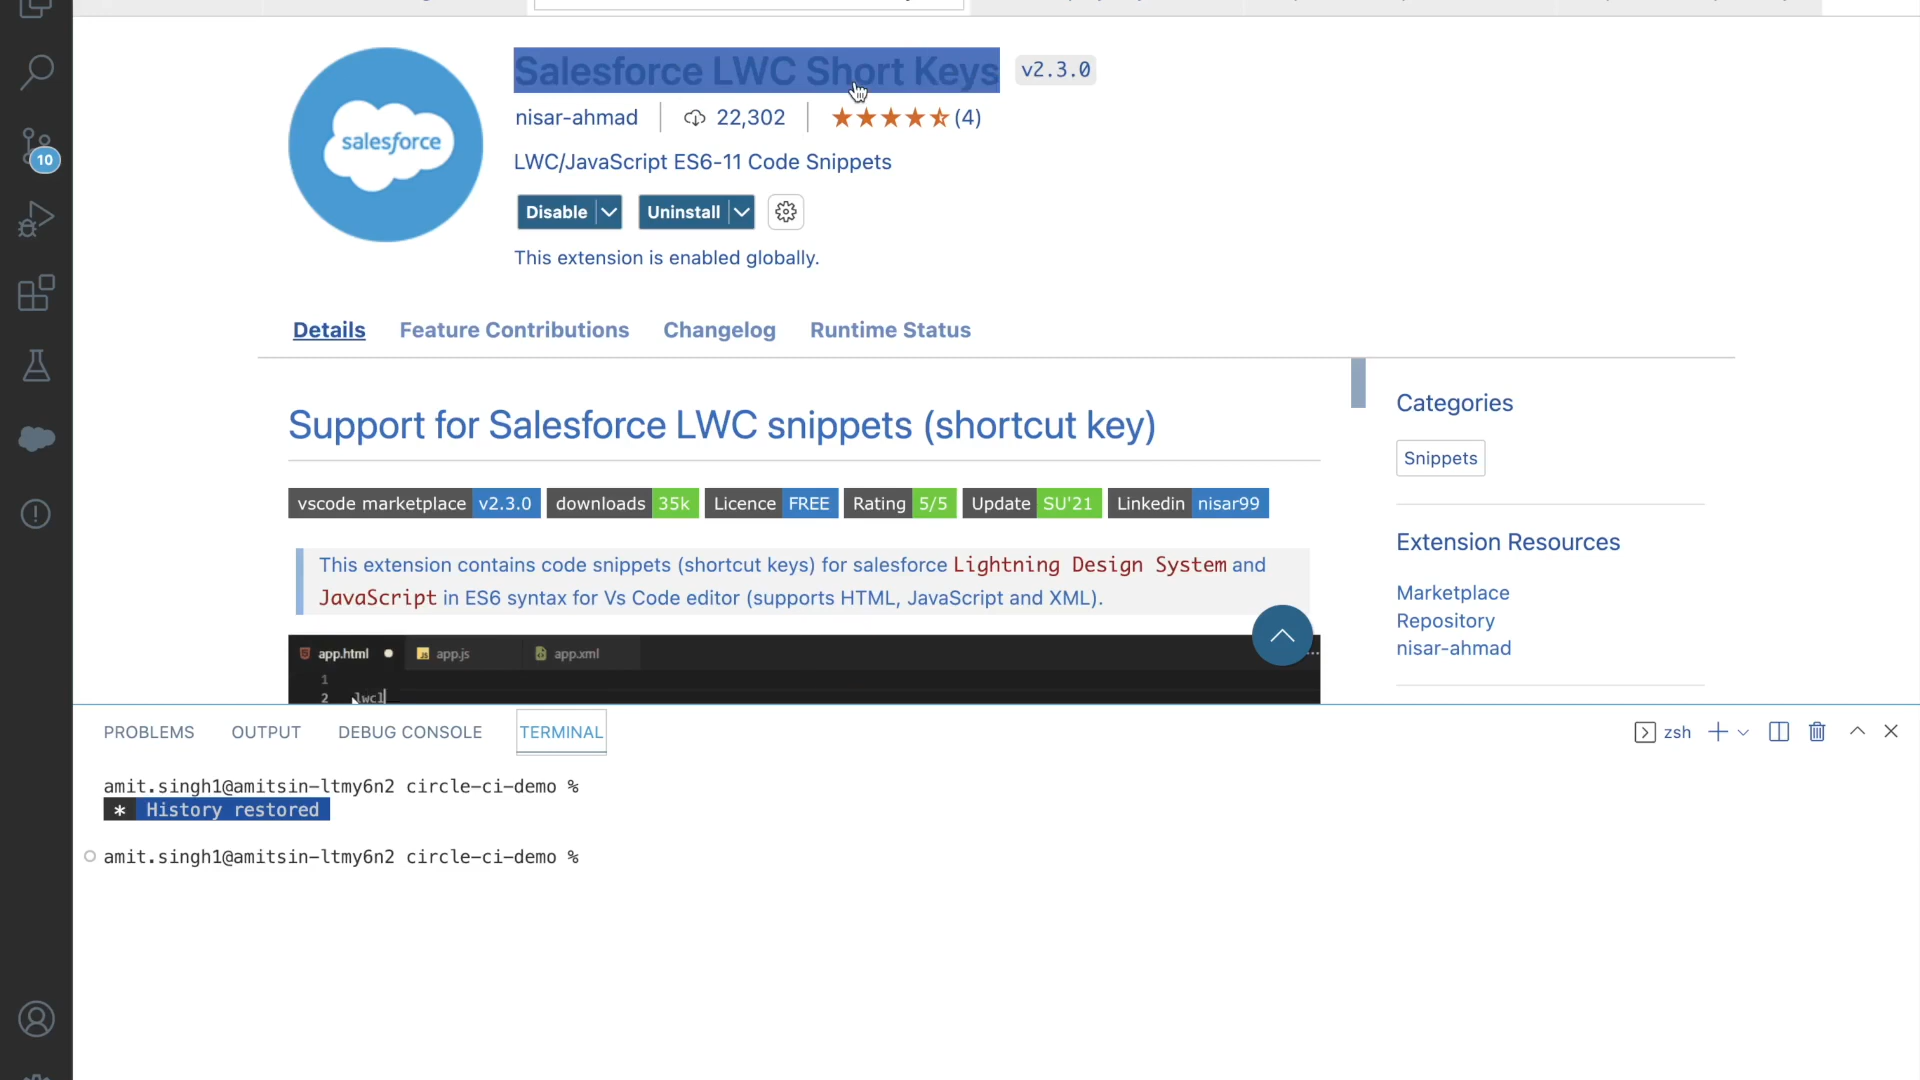 Salesforce LWC Short Keys v2.3.0
nisar-ahmad 22,302 (4)
salesforce
LWC/JavaScript ES6-11 Code Snippets
10
Disable Uninstall
This extension is enabled globally.
Details Feature Contributions Changelog Runtime Status
Support for Salesforce LWC snippets (shortcut key)
vscode marketplace v2.3.0 downloads 35k Licence FREE Rating 5/5 Update SU'21 Linkedin nisar99
This extension contains code snippets (shortcut keys) for salesforce Lightning Design System and
JavaScript in ES6 syntax for Vs Code editor (supports HTML, JavaScript and XML).
app.html app.js app.xml
1
2 lwcl
Categories
Snippets
Extension Resources
Marketplace
Repository
nisar-ahmad
PROBLEMS OUTPUT DEBUG CONSOLE TERMINAL zsh
amit.singh1@amitsin-ltmy6n2 circle-ci-demo %
* History restored
amit.singh1@amitsin-ltmy6n2 circle-ci-demo %